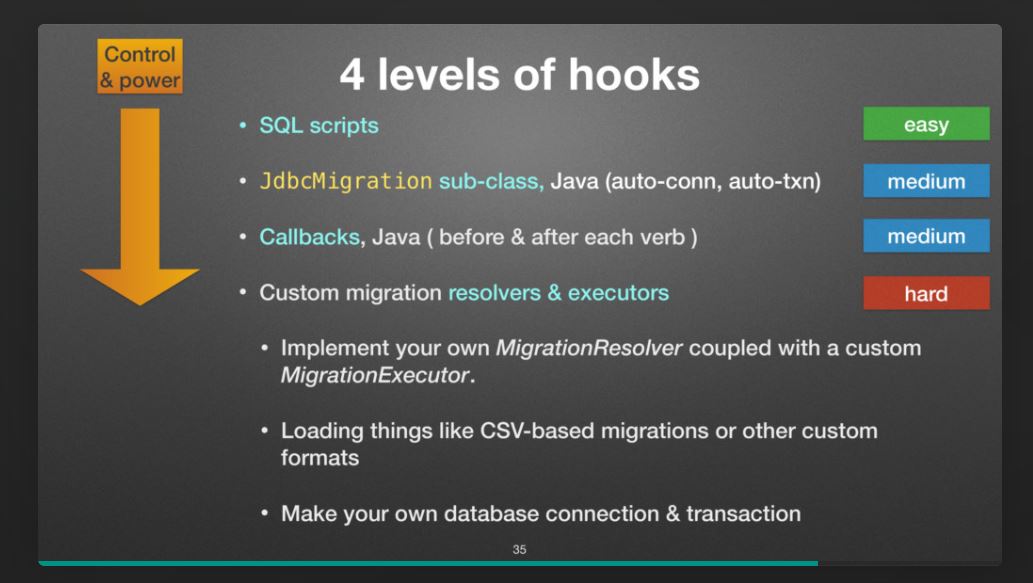 Control
& power
4 levels of hooks
• SQL scripts
easy
• JdbcMigration sub-class, Java (auto-conn, auto-txn)
medium
• Callbacks, Java ( before & after each verb )
medium
• Custom migration resolvers & executors
hard
• Implement your own MigrationResolver coupled with a custom
MigrationExecutor.
• Loading things like CSV-based migrations or other custom
formats
• Make your own database connection & transaction
35